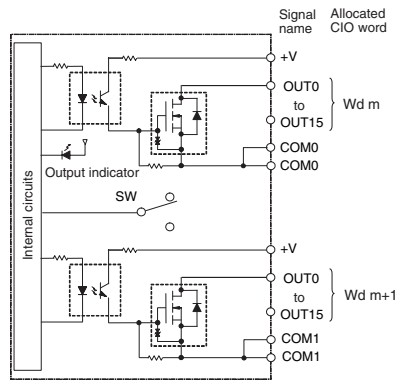 Signal name
Allocated CIO word
+V
OUT0
to
OUT15
Wd m
COM0
COM0
Internal circuits
Output indicator
SW
+V
OUT0
to
OUT15
Wd m+1
COM1
COM1